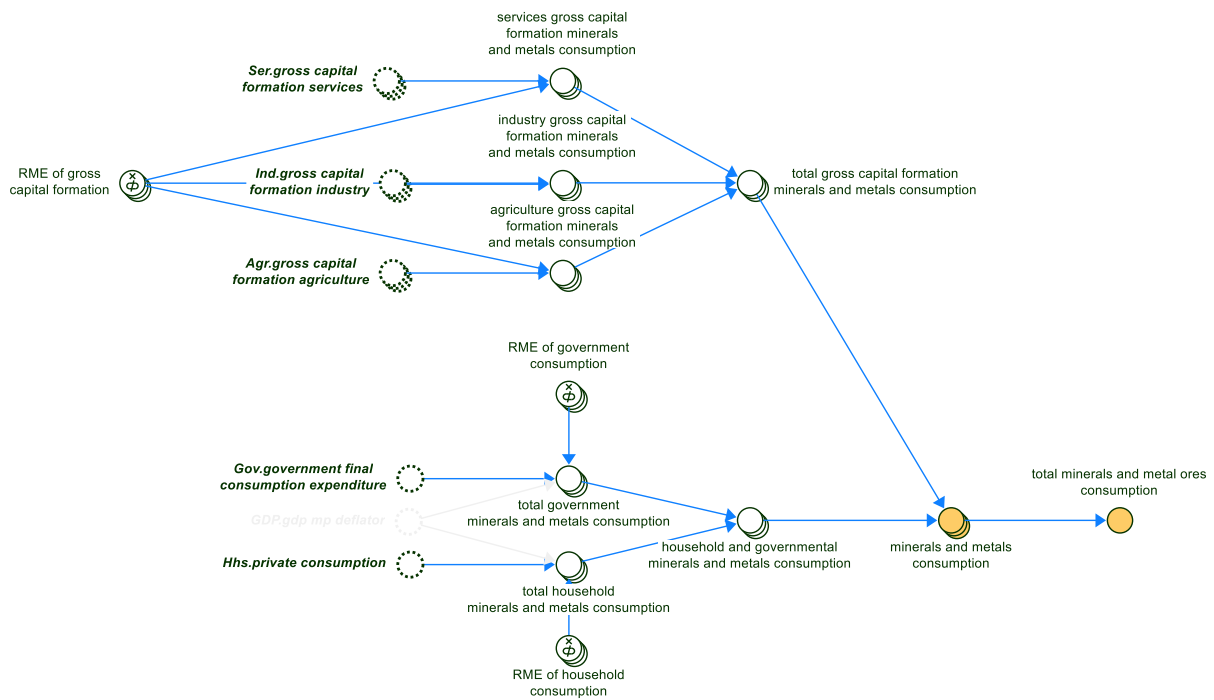 services gross capital
formation minerals
and metals consumption
Ser.gross capital
formation services
industry gross capital
formation minerals
and metals consumption
RME of gross
capital formation
Ind.gross capital
formation industry
total gross capital formation
minerals and metals consumption
agriculture gross capital
formation minerals
and metals consumption
Agr.gross capital
formation agriculture
RME of government
consumption
Gov.government final
consumption expenditure
total minerals and metal ores
consumption
total government
minerals and metals consumption
GDP.gdp mp deflator
household and governmental
minerals and metals consumption
minerals and metals
consumption
Hhs.private consumption
total household
minerals and metals consumption
RME of household
consumption